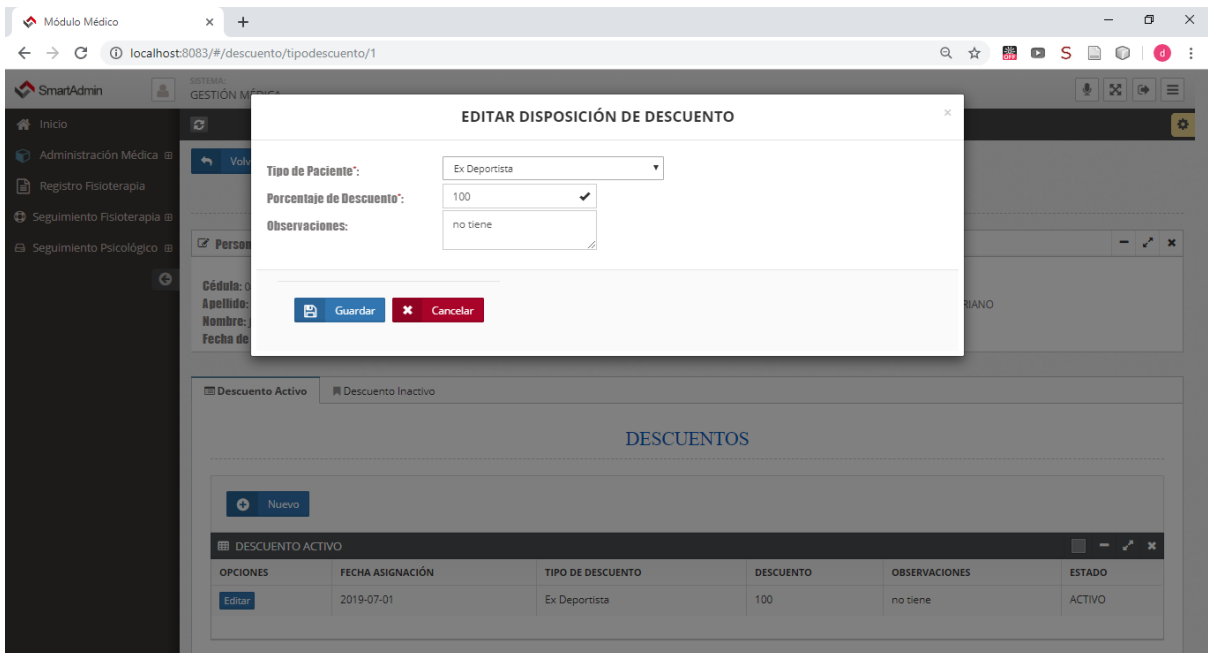 Módulo Médico
localhost:8083/#/descuento/tipodescuento/1
OFF
S
d
SmartAdmin
SISTEMA:
GESTIÓN
Inicio
Administración Médica
Registro Fisioterapia
Seguimiento Fisioterapia
Seguimiento Psicológico
EDITAR DISPOSICIÓN DE DESCUENTO
Tipo de Paciente*: Ex Deportista
Porcentaje de Descuento*: 100
Observaciones: no tiene
Guardar Cancelar
Cédula:
Apellido: RIANO
Nombre:
Fecha de
Descuento Activo Descuento Inactivo
DESCUENTOS
Nuevo
DESCUENTO ACTIVO
OPCIONES FECHA ASIGNACIÓN TIPO DE DESCUENTO DESCUENTO OBSERVACIONES ESTADO
Editar 2019-07-01 Ex Deportista 100 no tiene ACTIVO